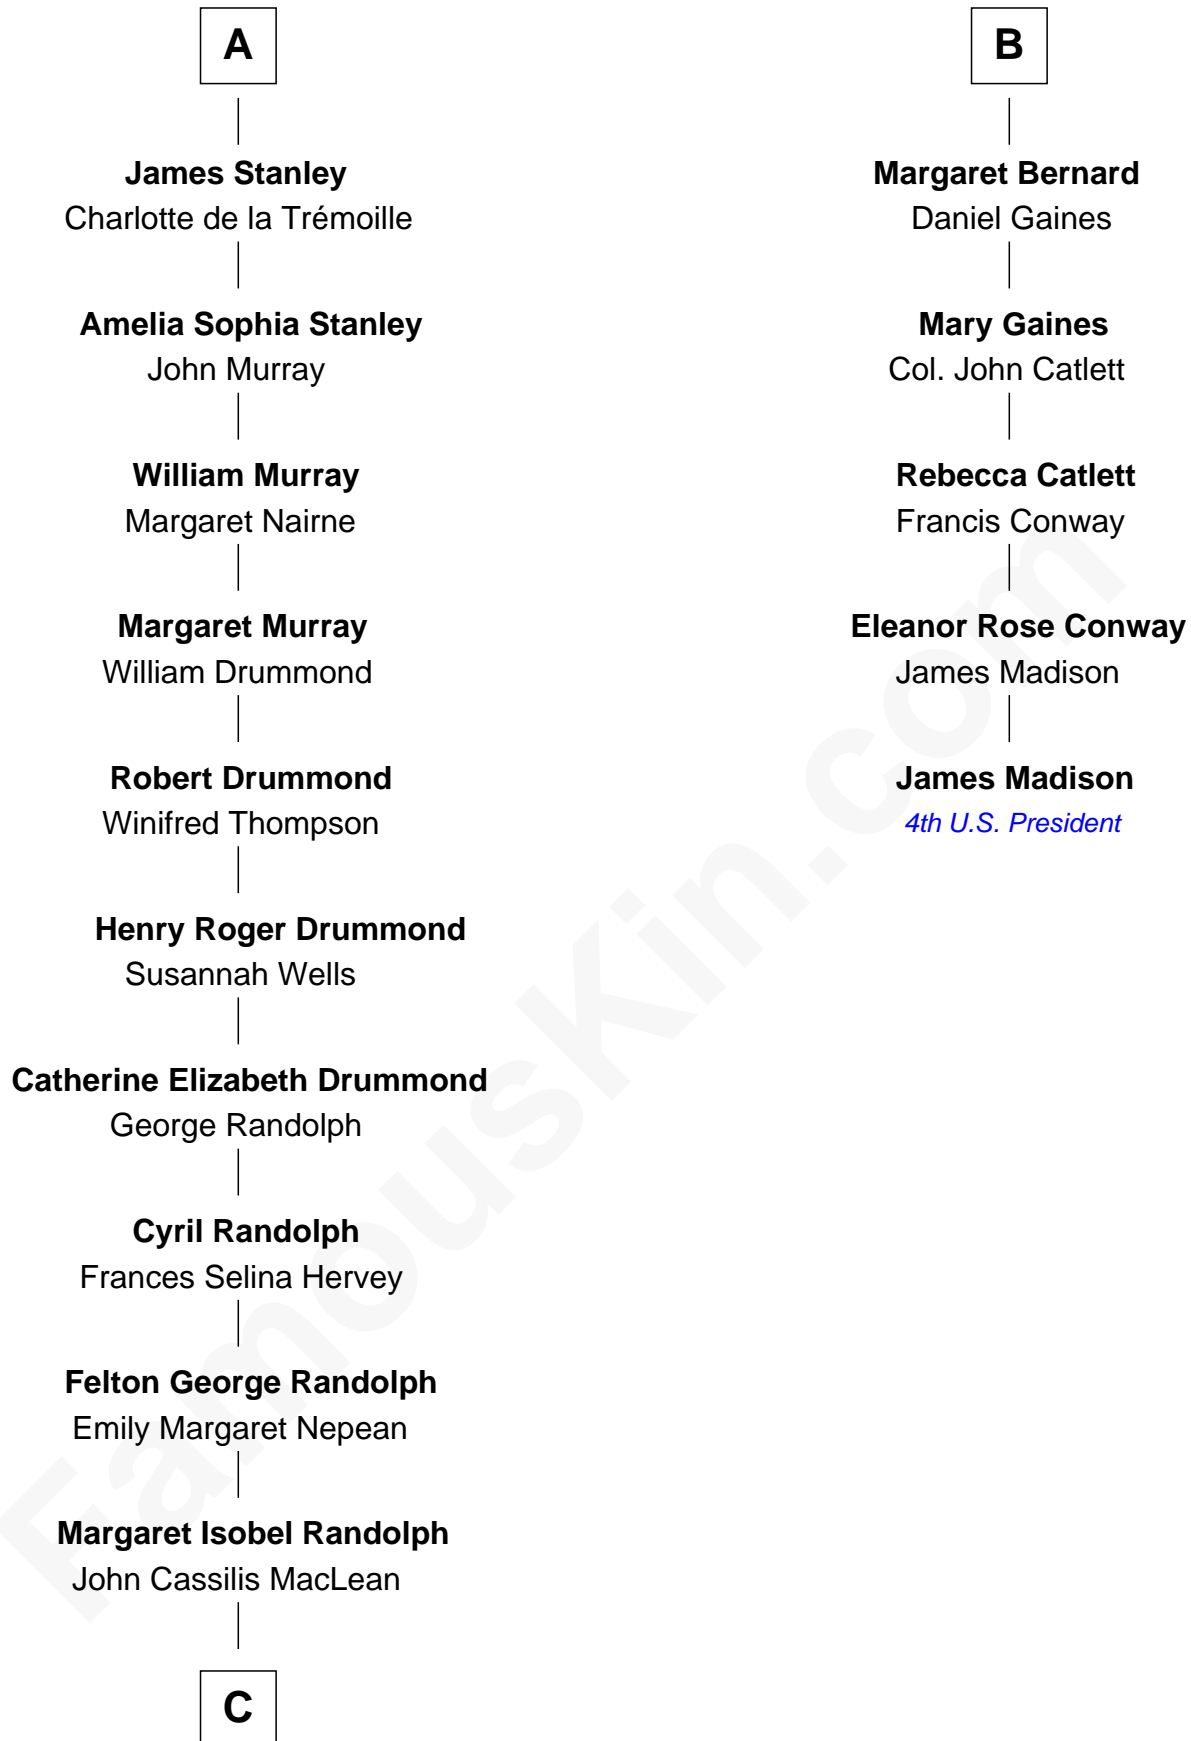 A
James Stanley
Charlotte de la Trémoille
Amelia Sophia Stanley
John Murray
William Murray
Margaret Nairne
Margaret Murray
William Drummond
Robert Drummond
Winifred Thompson
Henry Roger Drummond
Susannah Wells
Catherine Elizabeth Drummond
George Randolph
Cyril Randolph
Frances Selina Hervey
Felton George Randolph
Emily Margaret Nepean
Margaret Isobel Randolph
John Cassilis MacLean
C
B
Margaret Bernard
Daniel Gaines
Mary Gaines
Col. John Catlett
Rebecca Catlett
Francis Conway
Eleanor Rose Conway
James Madison
James Madison
4th U.S. President
FamousKin.com